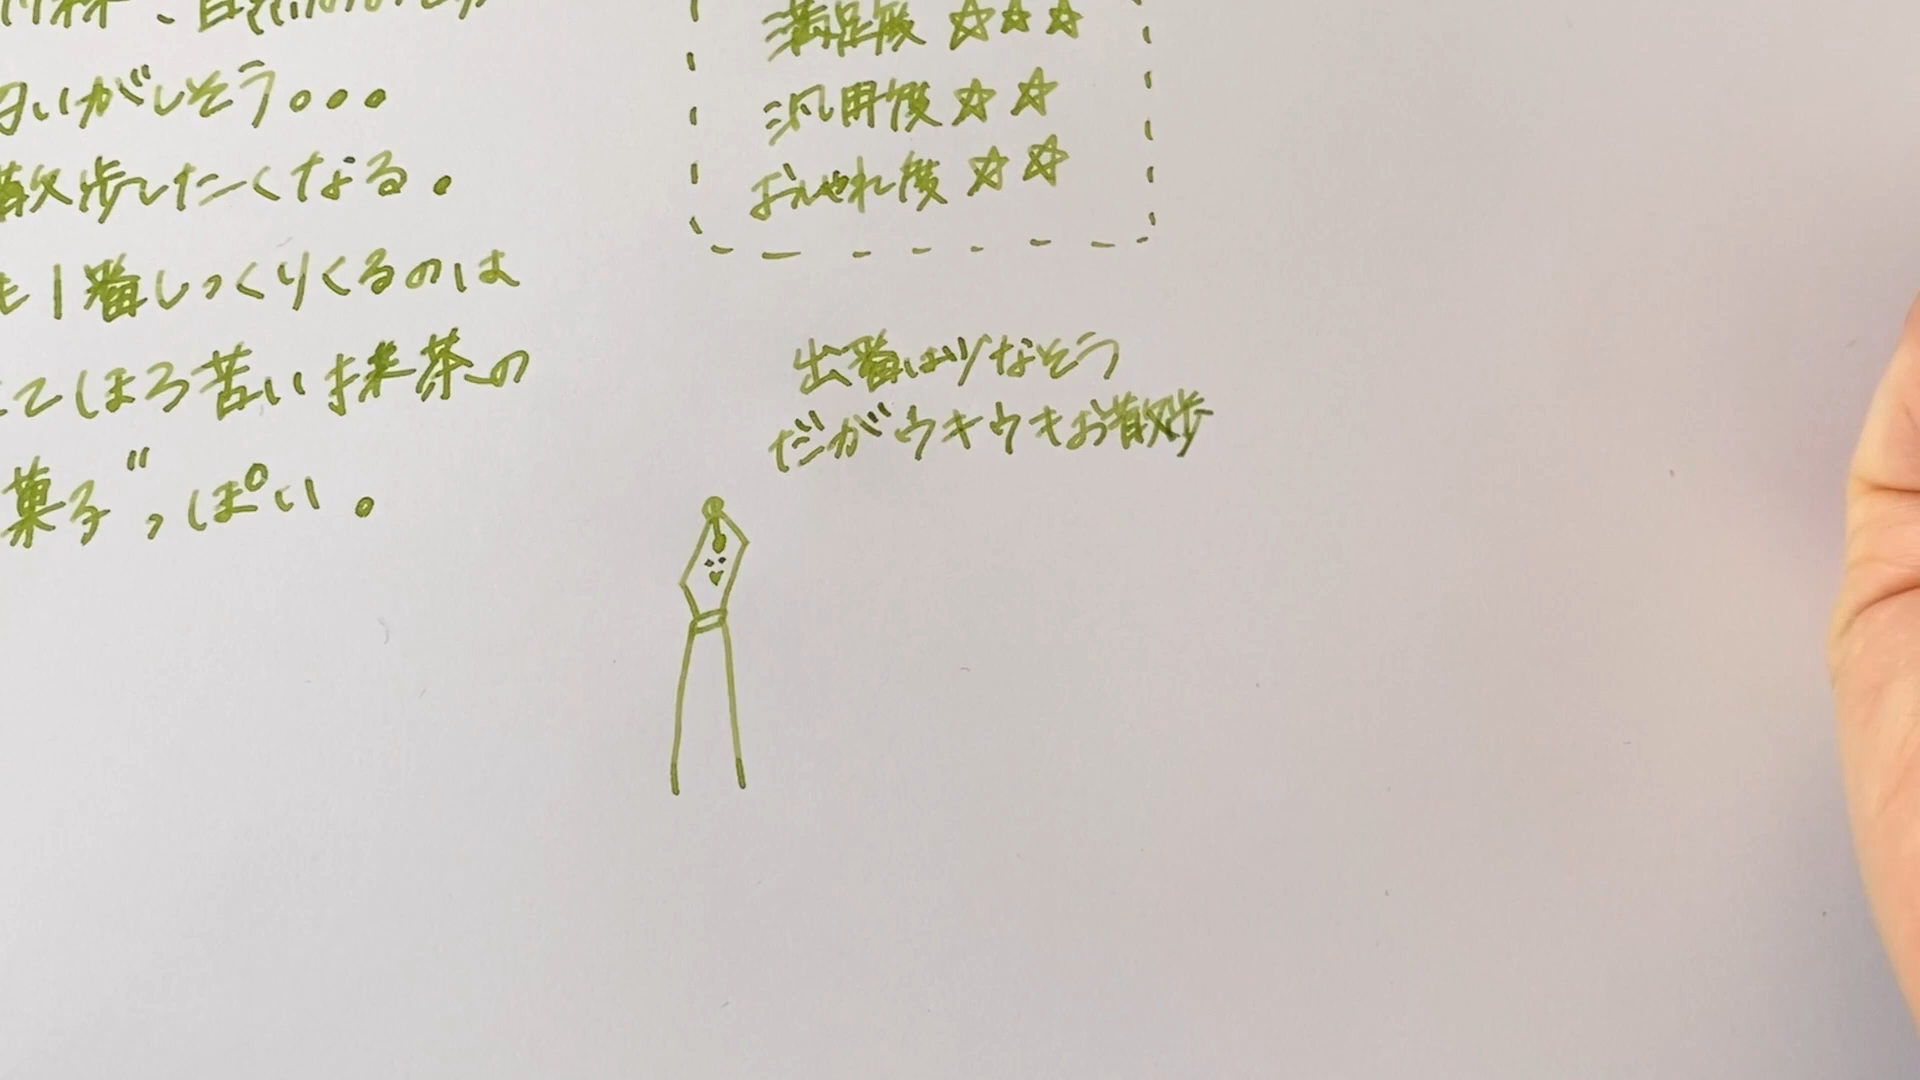 匂いがしそう。。。
散歩したくなる。
も1番しっくりくるのは
てほろ苦い抹茶の
菓子”っぽい。
満足度 ☆☆☆
汎用度 ☆☆
おしゃれ度 ☆☆
出番は少なそう
だがウキウキお散歩